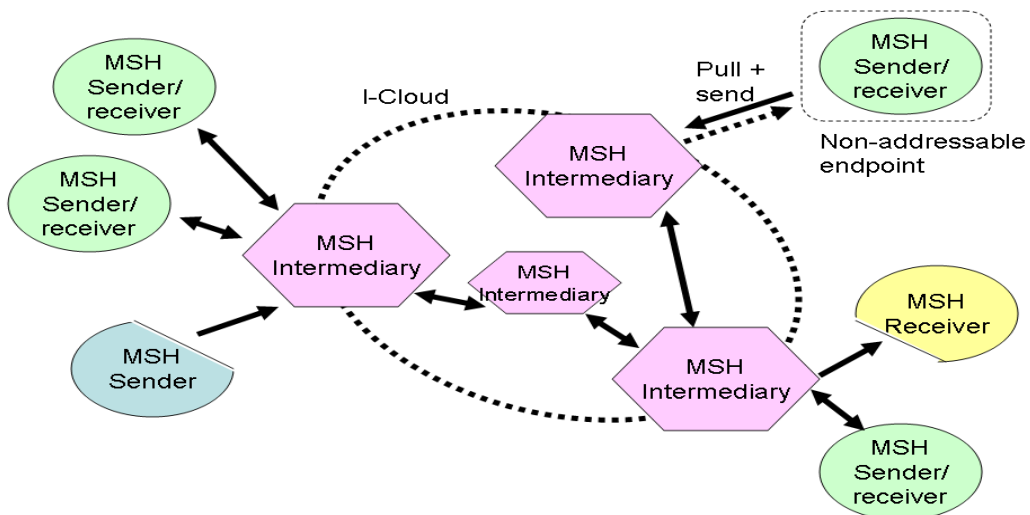 MSH
Sender/
receiver
I-Cloud
Pull +
send
MSH
Sender/
receiver
Non-addressable
endpoint
MSH
Intermediary
MSH
Sender/
receiver
MSH
Intermediary
MSH
Intermediary
MSH
Receiver
MSH
Sender
MSH
Intermediary
MSH
Sender/
receiver